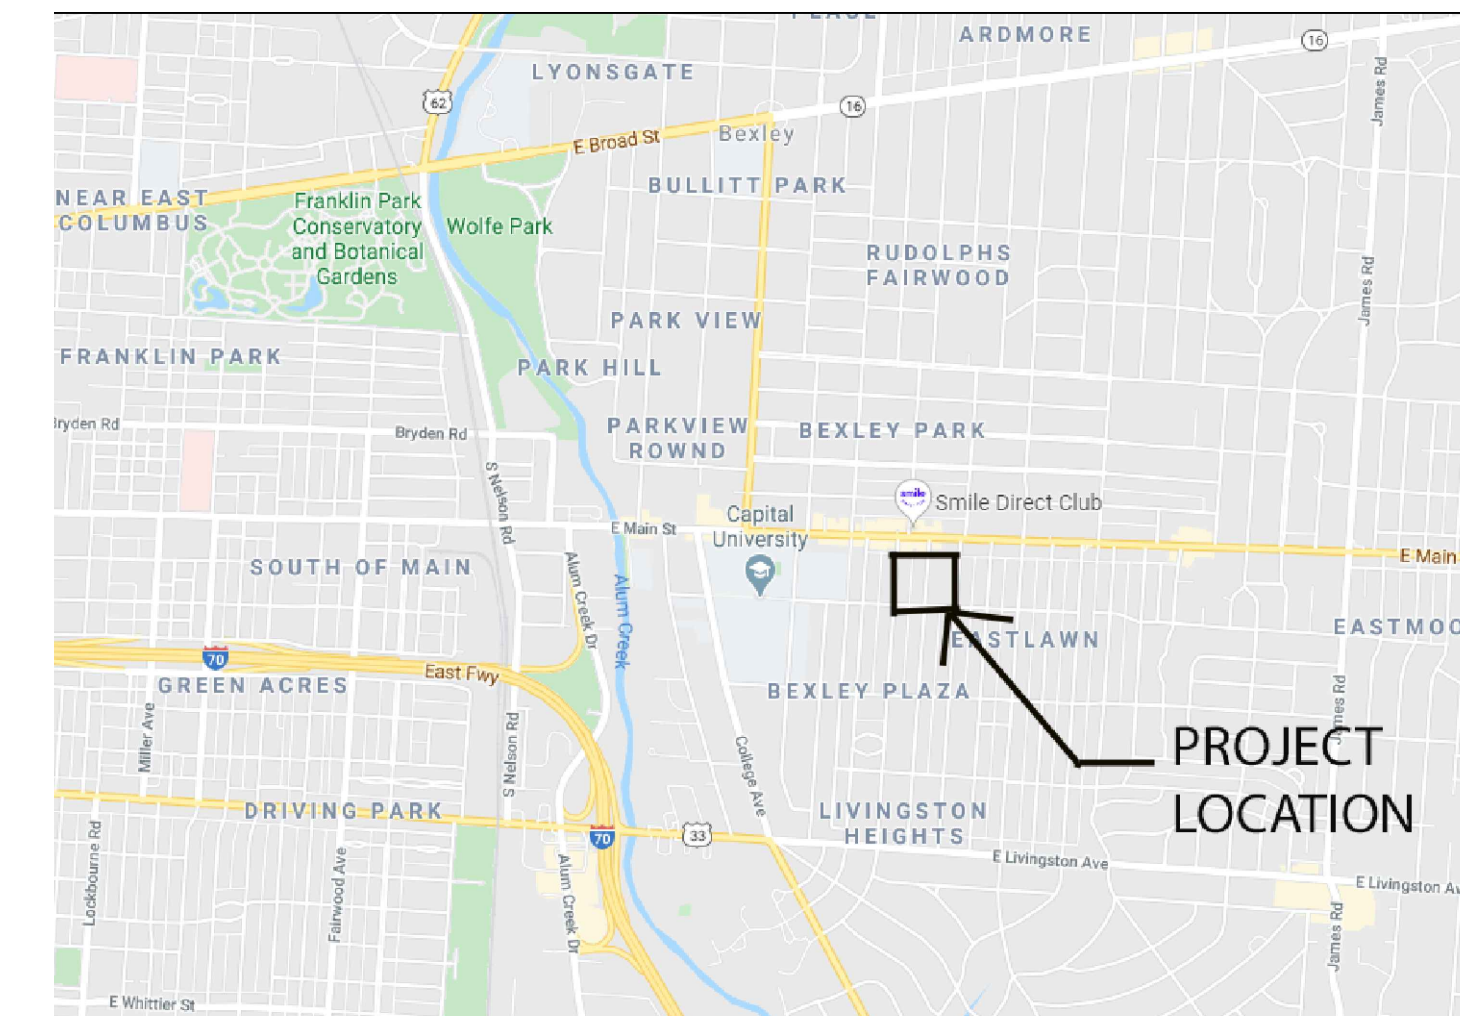 PLACE
ARDMORE
16
LYONSGATE
James Rd
62
16
Bexley
E Broad St
BULLITT PARK
NEAR EAST
COLUMBUS
Franklin Park
Conservatory
and Botanical
Gardens
Wolfe Park
RUDOLPHS
FAIRWOOD
James Rd
PARK VIEW
FRANKLIN PARK
PARK HILL
Bryden Rd
Bryden Rd
PARKVIEW
ROWND
BEXLEY PARK
S Nelson Rd
smile
Smile Direct Club
Capital
University
E Main St
E Main
SOUTH OF MAIN
Alum Creek Dr
Alum Creek
EASTLAWN
EASTMOO
70
East Fwy
GREEN ACRES
BEXLEY PLAZA
James Rd
Miller Ave
S Nelson Rd
College Ave
PROJECT
LOCATION
DRIVING PARK
LIVINGSTON
HEIGHTS
70
33
E Livingston Ave
E Livingston Av
Lockbourne Rd
Fairwood Ave
Alum Creek Dr
James Rd
E Whittier St